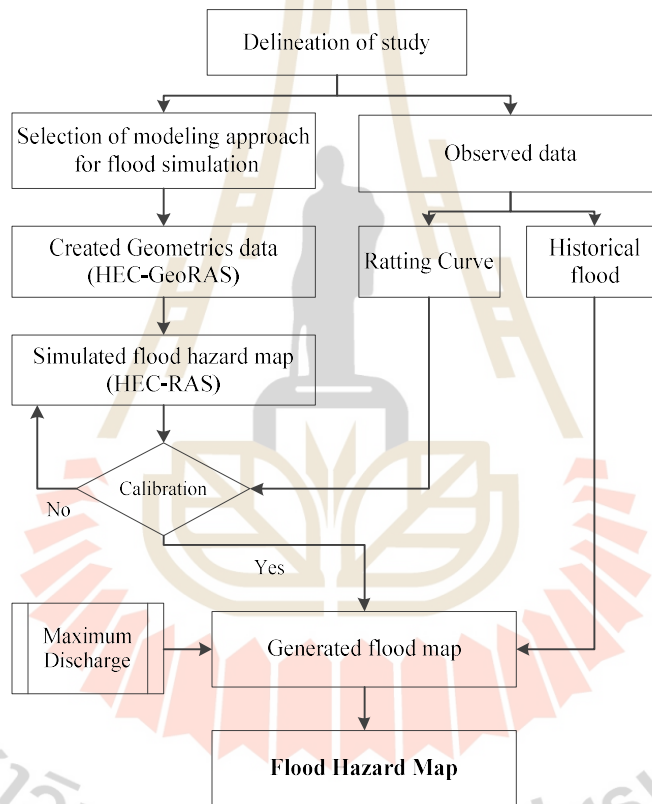 Delineation of study
Selection of modeling approach
for flood simulation
Observed data
Created Geometrics data
(HEC-GeoRAS)
Ratting Curve
Historical
flood
Simulated flood hazard map
(HEC-RAS)
Calibration
No
Yes
Maximum
Discharge
Generated flood map
Flood Hazard Map